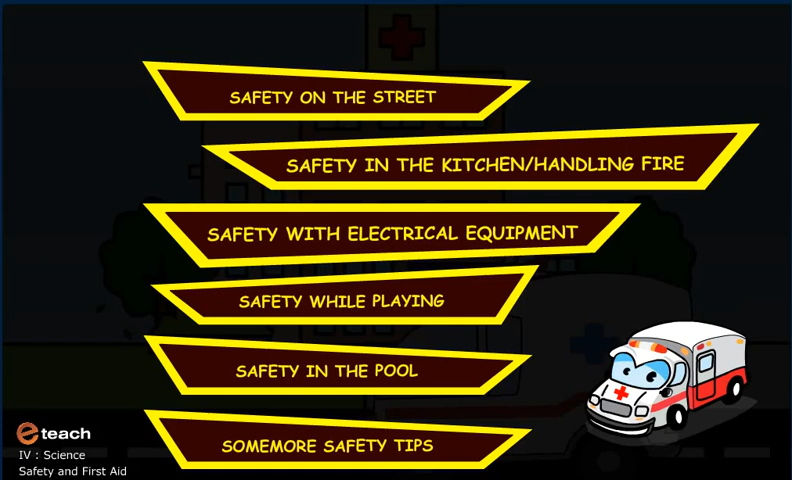 SAFETY ON THE STREET
SAFETY IN THE KITCHEN/HANDLING FIRE
SAFETY WITH ELECTRICAL EQUIPMENT
SAFETY WHILE PLAYING
SAFETY IN THE POOL
SOMEMORE SAFETY TIPS
eteach
IV : Science
Safety and First Aid